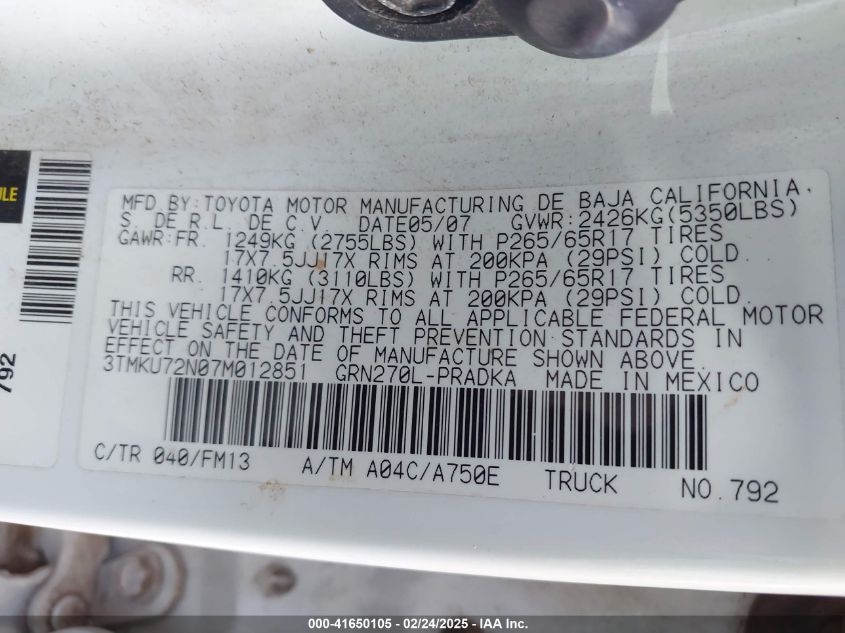 MFD BY:TOYOTA MOTOR MANUFACTURING DE BAJA CALIFORNIA.
S. DE R.L. DE C.V. DATE05/07 GVWR:2426KG(5350LBS)
GAWR:FR. 1249KG (2755LBS) WITH P265/65R17 TIRES
17X7.5JJ17X RIMS AT 200KPA (29PSI) COLD.
RR. 1410KG (3110LBS) WITH P265/65R17 TIRES
17X7.5JJ17X RIMS AT 200KPA (29PSI) COLD.
THIS VEHICLE CONFORMS TO ALL APPLICABLE FEDERAL MOTOR
VEHICLE SAFETY AND THEFT PREVENTION STANDARDS IN
EFFECT ON THE DATE OF MANUFACTURE SHOWN ABOVE.
3TMKU72N07M012851 GRN270L-PRADKA MADE IN MEXICO
C/TR 040/FM13 A/TM A04C/A750E TRUCK NO.792
792
000-41650105 - 02/24/2025 - IAA Inc.